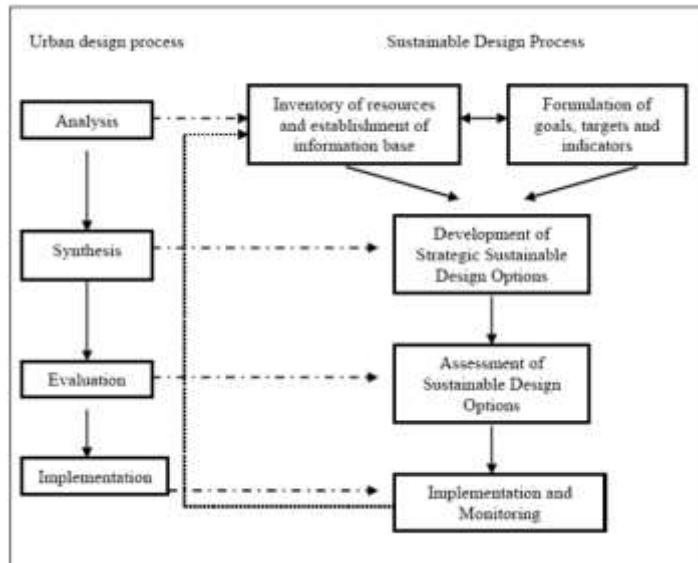 Urban design process
Sustainable Design Process
Analysis
Inventory of resources
and establishment of
information base
Formulation of
goals, targets and
indicators
Synthesis
Development of
Strategic Sustainable
Design Options
Evaluation
Assessment of
Sustainable Design
Options
Implementation
Implementation and
Monitoring